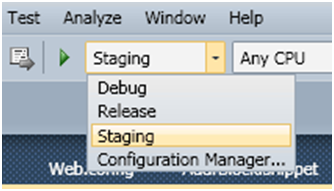 Test Analyze Window Help
Staging Any CPU
Debug
Release
Staging
Configuration Manager...
Web.config